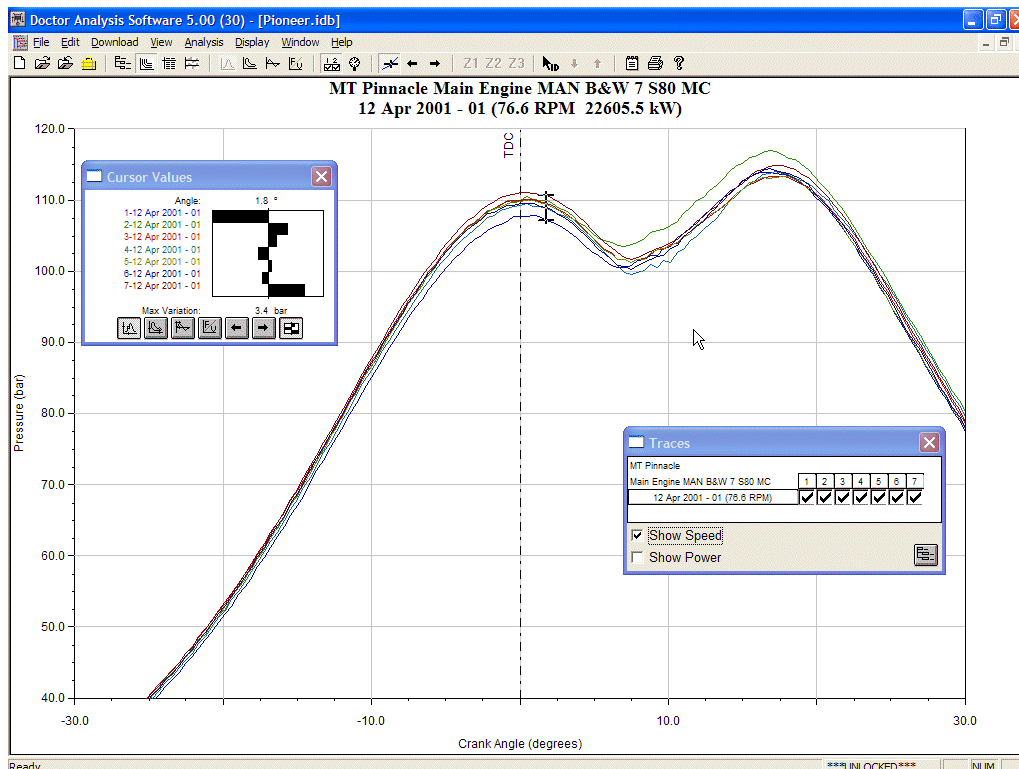 Doctor Analysis Software 5.00 (30) - [Pioneer.idb]
File Edit Download View Analysis Display Window Help
Z1 Z2 Z3 ID
MT Pinnacle Main Engine MAN B&W 7 S80 MC
12 Apr 2001 - 01 (76.6 RPM 22605.5 kW)
120.0
TDC
Cursor Values
Angle: 1.8 °
110.0
1-12 Apr 2001 - 01
2-12 Apr 2001 - 01
3-12 Apr 2001 - 01
4-12 Apr 2001 - 01
5-12 Apr 2001 - 01
6-12 Apr 2001 - 01
7-12 Apr 2001 - 01
100.0
Max Variation: 3.4 bar
90.0
80.0
Pressure (bar)
Traces
MT Pinnacle
Main Engine MAN B&W 7 S80 MC 1 2 3 4 5 6 7
12 Apr 2001 - 01 (76.6 RPM)
70.0
Show Speed
Show Power
60.0
50.0
40.0
-30.0 -10.0 10.0 30.0
Crank Angle (degrees)
Ready ***UNLOCKED*** NUM